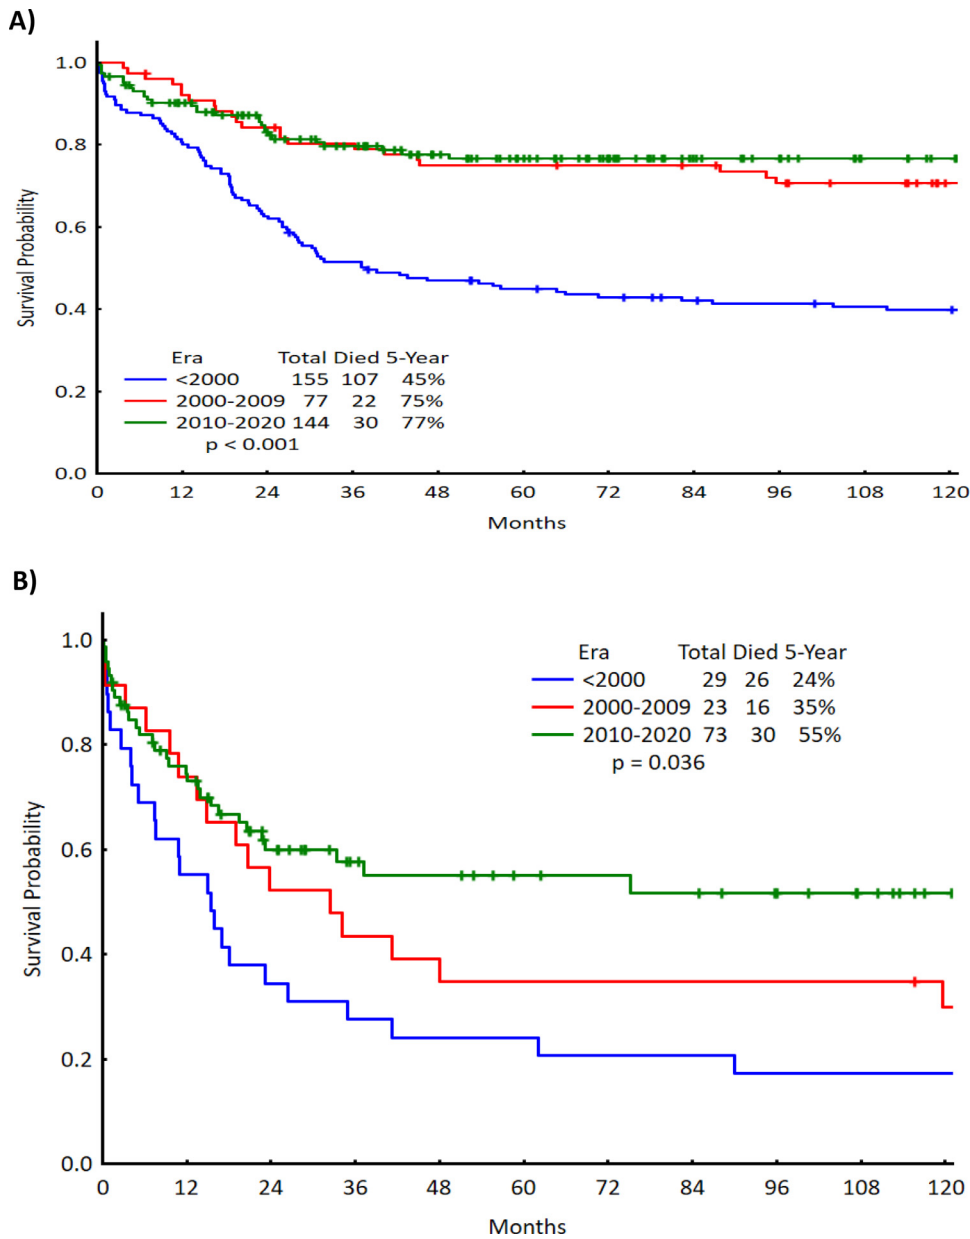 A)
1.0
0.8
0.6
0.4
0.2
0.0
Survival Probability
Era Total Died 5-Year
<2000 155 107 45%
2000-2009 77 22 75%
2010-2020 144 30 77%
p < 0.001
0 12 24 36 48 60 72 84 96 108 120
Months
B)
1.0
0.8
0.6
0.4
0.2
0.0
Survival Probability
Era Total Died 5-Year
<2000 29 26 24%
2000-2009 23 16 35%
2010-2020 73 30 55%
p = 0.036
0 12 24 36 48 60 72 84 96 108 120
Months